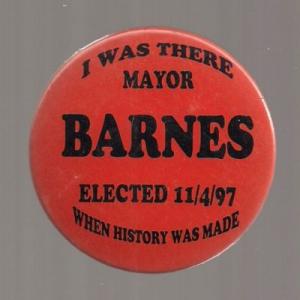 I WAS THERE
MAYOR
BARNES
ELECTED 11/4/97
WHEN HISTORY WAS MADE